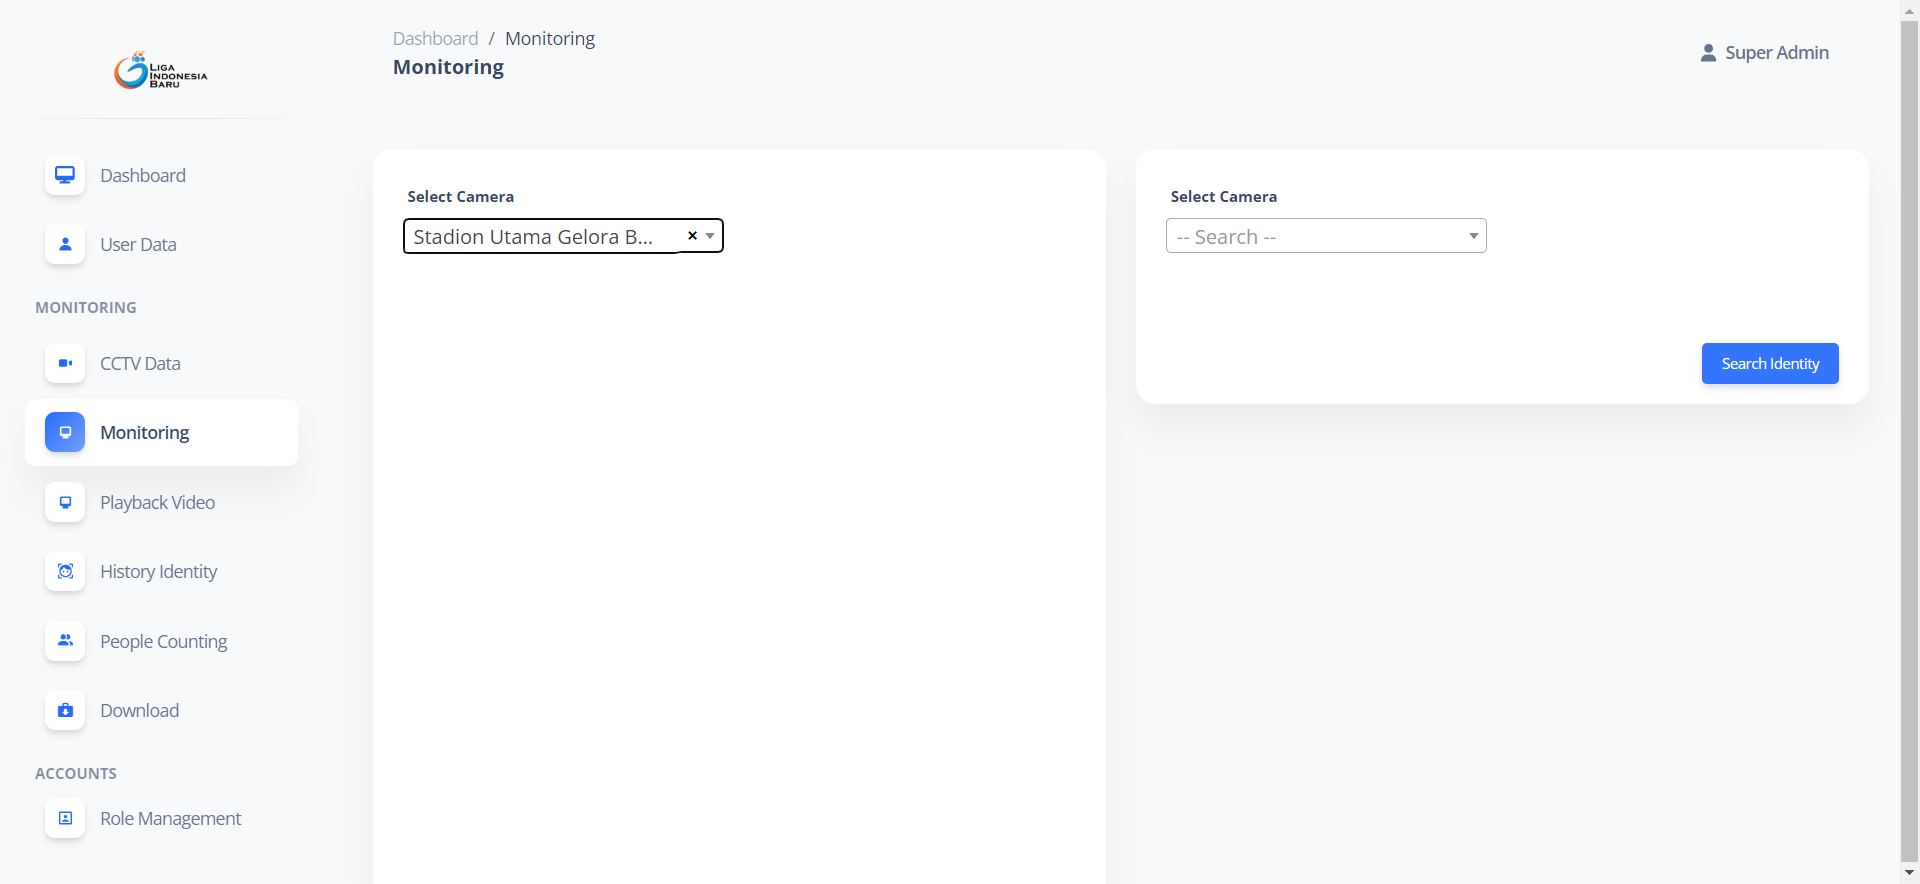 LIGA
INDONESIA
BARU
Dashboard / Monitoring
Monitoring
Super Admin
Dashboard
User Data
MONITORING
CCTV Data
Monitoring
Playback Video
History Identity
People Counting
Download
ACCOUNTS
Role Management
Select Camera
Stadion Utama Gelora B... ×
Select Camera
-- Search --
Search Identity